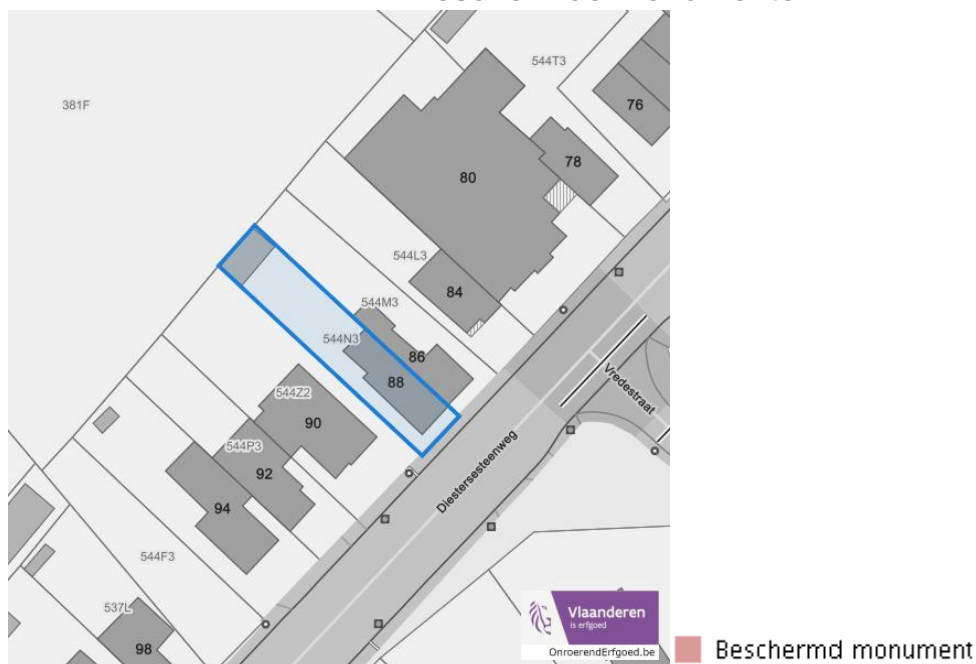 544T3
381F
76
78
80
544L3
84
544M3
544N3
86
88
Vredestraat
544Z2
90
544P3
92
Diestersesteenweg
94
544F3
537L
98
Vlaanderen
is erfgoed
OnroerendErfgoed.be
Beschermd monument